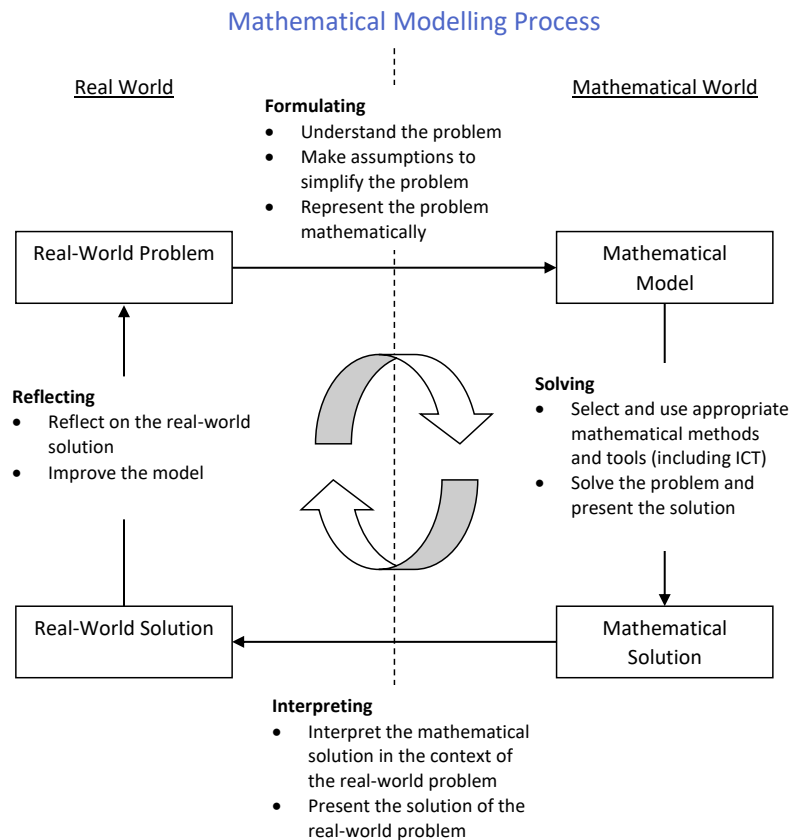 Mathematical Modelling Process
Real World
Mathematical World
Formulating
• Understand the problem
• Make assumptions to
simplify the problem
• Represent the problem
mathematically
Real-World Problem
Mathematical
Model
Reflecting
• Reflect on the real-world
solution
• Improve the model
Solving
• Select and use appropriate
mathematical methods
and tools (including ICT)
• Solve the problem and
present the solution
Real-World Solution
Mathematical
Solution
Interpreting
• Interpret the mathematical
solution in the context of
the real-world problem
• Present the solution of the
real-world problem